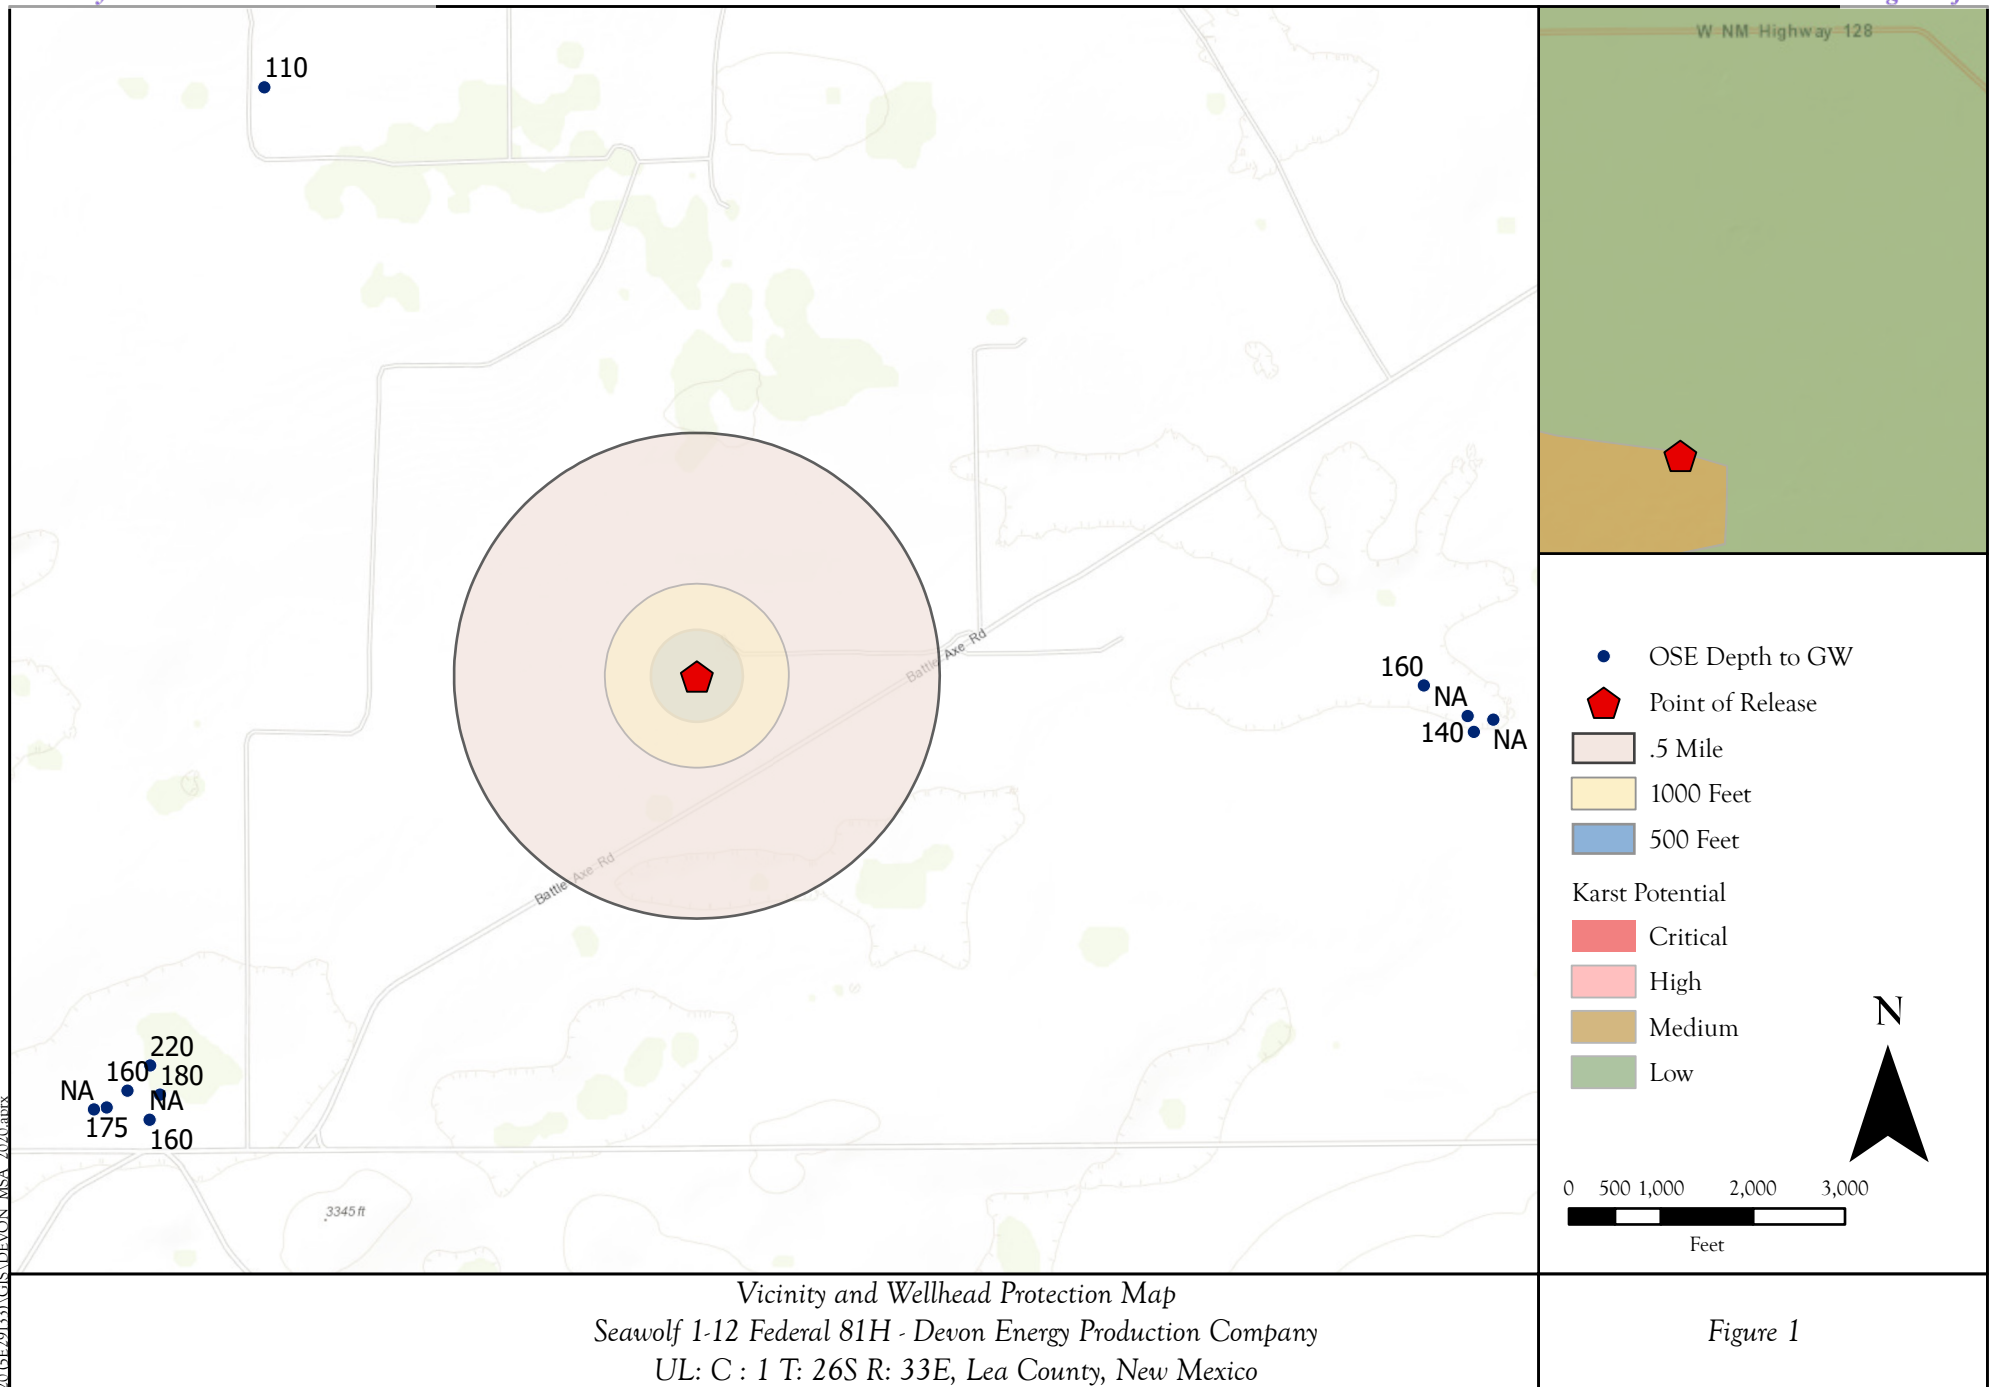 W NM Highway 128
110
Battle Axe Rd
160
NA
140
NA
Battle Axe Rd
220
160
180
NA
NA
175
160
3345 ft
OSE Depth to GW
Point of Release
.5 Mile
1000 Feet
500 Feet
Karst Potential
Critical
High
Medium
Low
N
0 500 1,000 2,000 3,000
Feet
Vicinity and Wellhead Protection Map
Seawolf 1-12 Federal 81H - Devon Energy Production Company
UL: C : 1 T: 26S R: 33E, Lea County, New Mexico
Figure 1